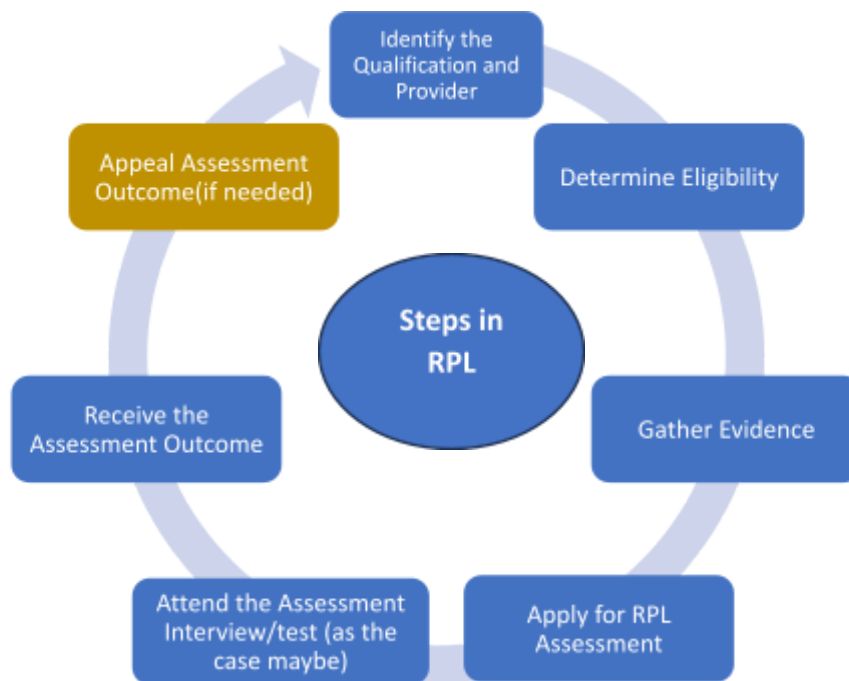 Identify the
Qualification and
Provider
Determine Eligibility
Gather Evidence
Apply for RPL
Assessment
Attend the Assessment
Interview/test (as the
case maybe)
Receive the
Assessment Outcome
Appeal Assessment
Outcome(if needed)
Steps in
RPL